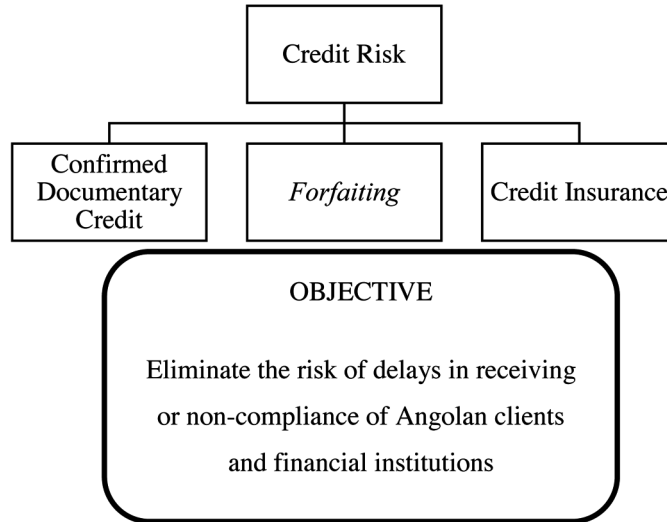 Credit Risk
Confirmed
Documentary
Credit
Forfaiting
Credit Insurance
OBJECTIVE
Eliminate the risk of delays in receiving
or non-compliance of Angolan clients
and financial institutions